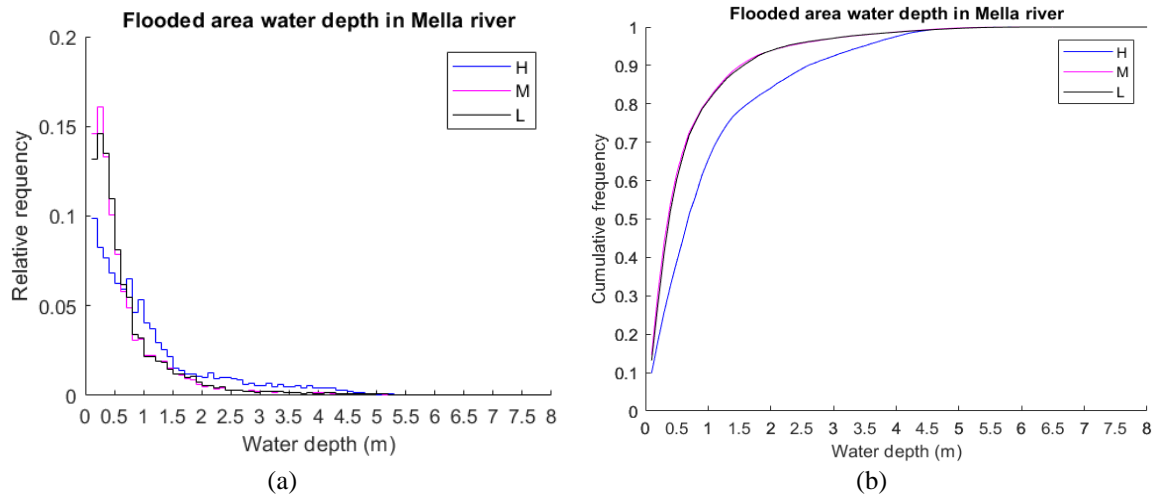 Flooded area water depth in Mella river
0.2
0.15
0.1
0.05
0
Relative requency
H
M
L
0 0.5 1 1.5 2 2.5 3 3.5 4 4.5 5 5.5 6 6.5 7 7.5 8
Water depth (m)
(a)
Flooded area water depth in Mella river
1
0.9
0.8
0.7
0.6
0.5
0.4
0.3
0.2
0.1
0
Cumulative frequency
H
M
L
0 0.5 1 1.5 2 2.5 3 3.5 4 4.5 5 5.5 6 6.5 7 7.5 8
Water depth (m)
(b)